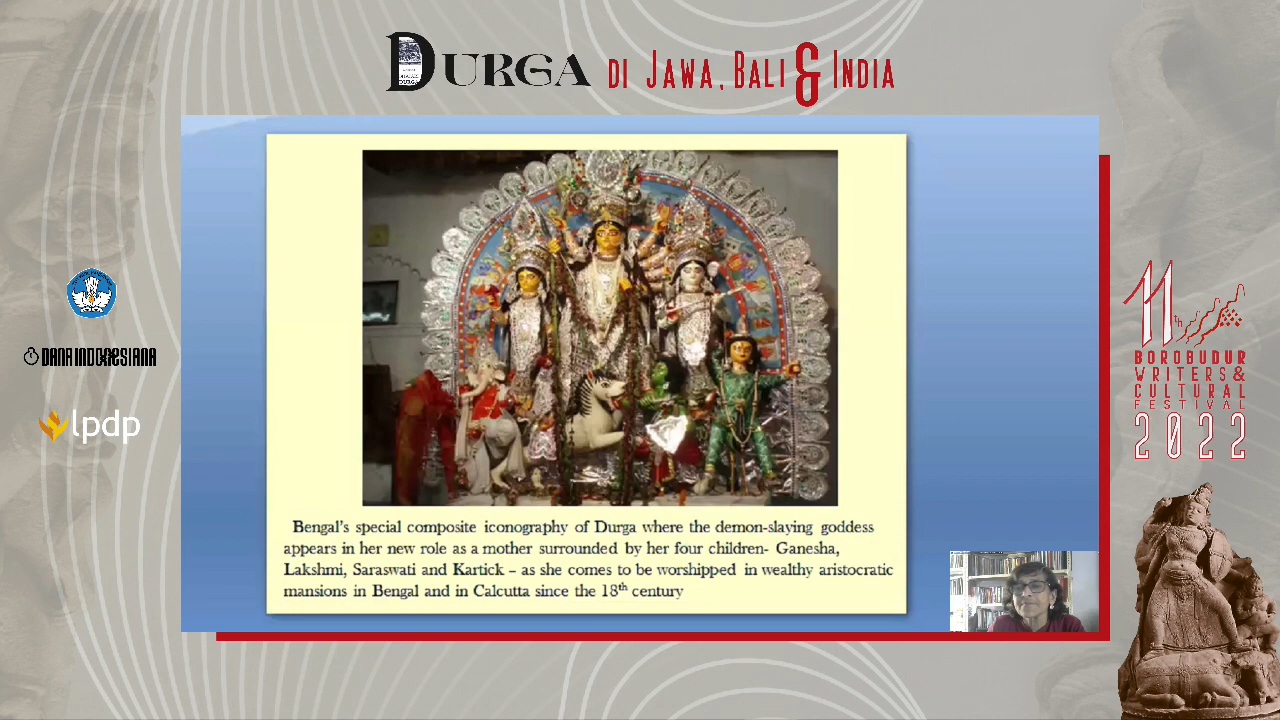 DURGA DI JAWA, BALI & INDIA
DANA INDONESIANA
lpdp
11th
BOROBUDUR
WRITERS &
CULTURAL
FESTIVAL
2022
Bengal's special composite iconography of Durga where the demon-slaying goddess
appears in her new role as a mother surrounded by her four children- Ganesha,
Lakshmi, Saraswati and Kartick – as she comes to be worshipped in wealthy aristocratic
mansions in Bengal and in Calcutta since the 18th century